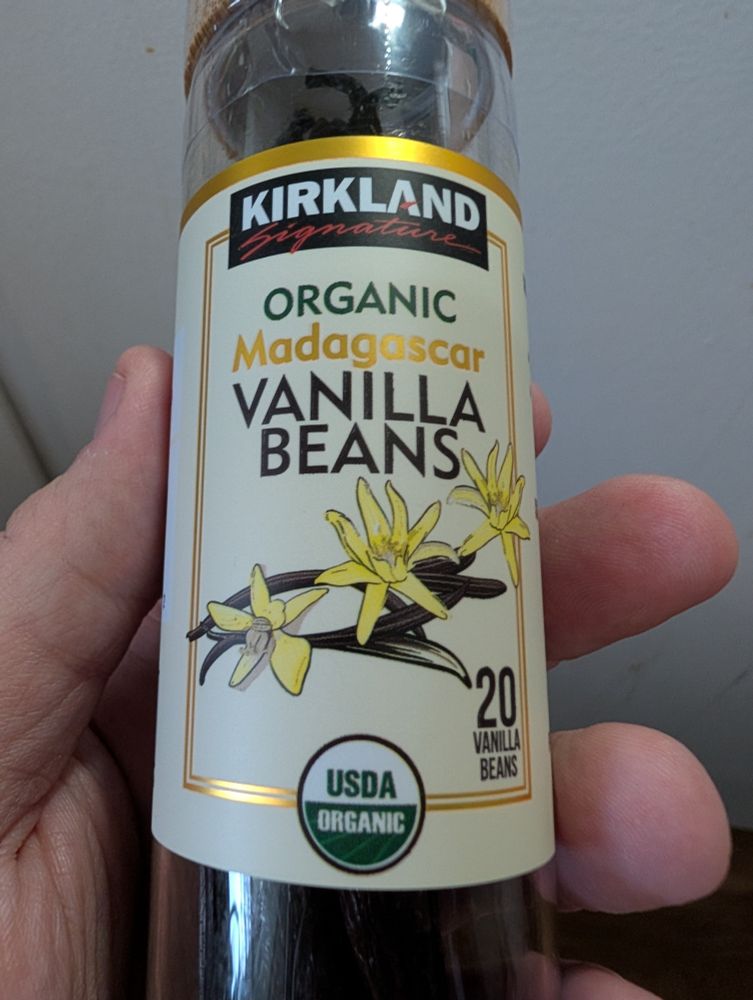 KIRKLAND
Signature
ORGANIC
Madagascar
VANILLA
BEANS
20
VANILLA
BEANS
USDA
ORGANIC